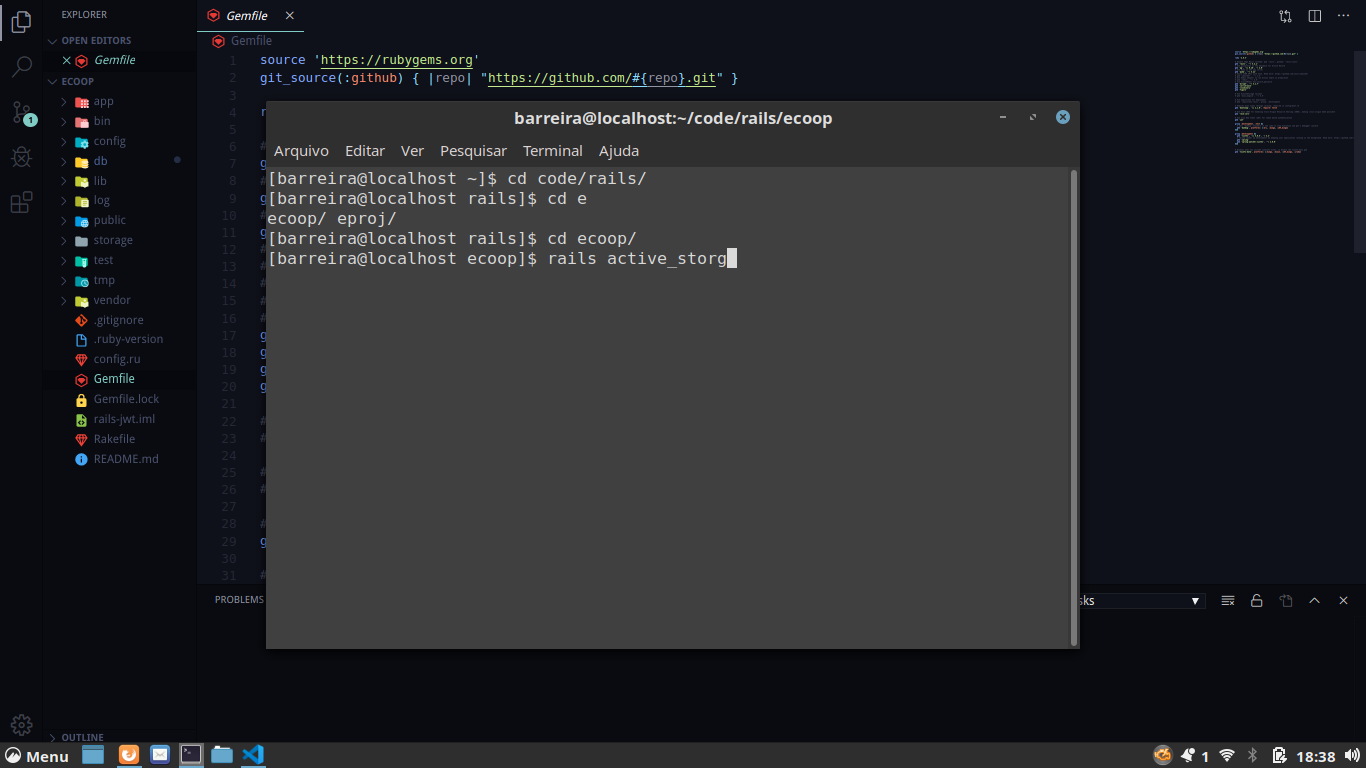 EXPLORER
OPEN EDITORS
Gemfile
ECOOP
app
bin
config
db
lib
log
public
storage
test
tmp
vendor
.gitignore
.ruby-version
config.ru
Gemfile
Gemfile.lock
rails-jwt.iml
Rakefile
README.md
OUTLINE
1
Gemfile
Gemfile
1 source 'https://rubygems.org'
2 git_source(:github) { |repo| "https://github.com/#{repo}.git" }
3
4 r
5
6 #
7 g
8 #
9 g
10 #
11 g
12 #
13 #
14 #
15 #
16 #
17 g
18 g
19 g
20 g
21
22 #
23 #
24
25 #
26 #
27
28 #
29 g
30
31 #
barreira@localhost:~/code/rails/ecoop
Arquivo Editar Ver Pesquisar Terminal Ajuda
[barreira@localhost ~]$ cd code/rails/
[barreira@localhost rails]$ cd e
ecoop/ eproj/
[barreira@localhost rails]$ cd ecoop/
[barreira@localhost ecoop]$ rails active_storg
PROBLEMS
sks
Menu
1
18:38